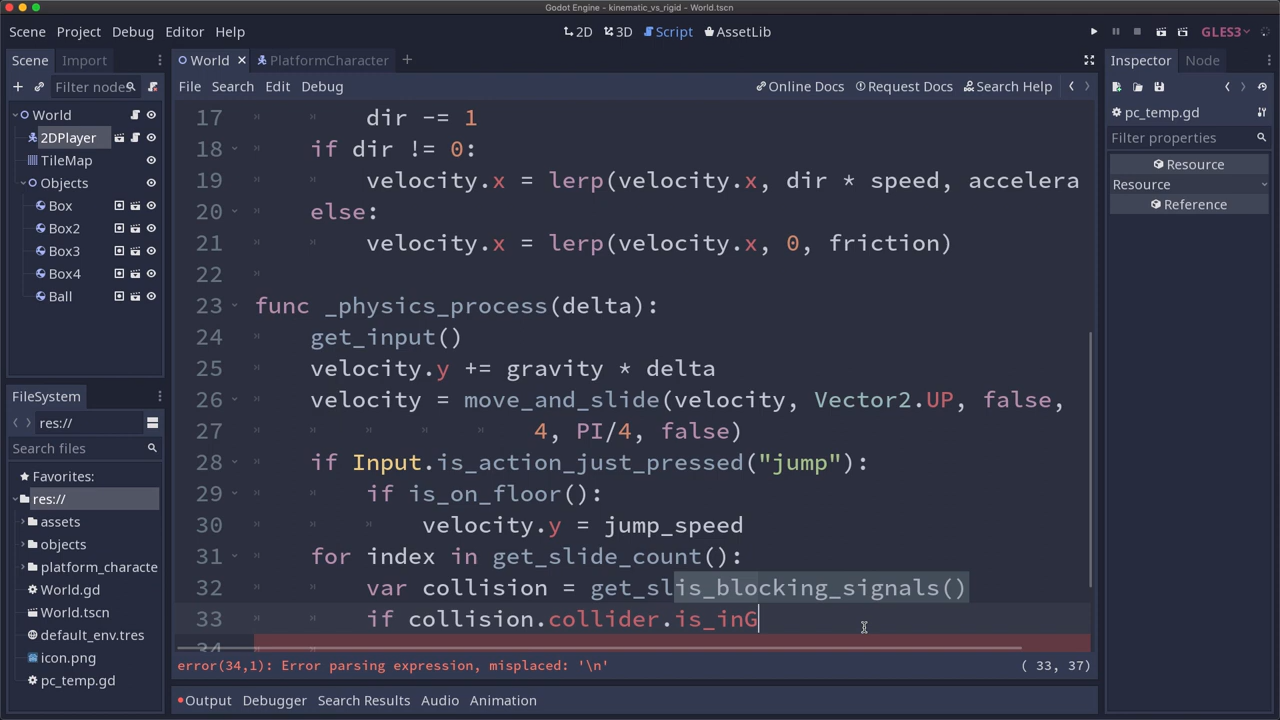 Godot Engine - kinematic_vs_rigid - World.tscn
Scene Project Debug Editor Help
2D 3D Script AssetLib
GLES3
Scene Import
Filter nodes
World
2DPlayer
TileMap
Objects
Box
Box2
Box3
Box4
Ball
FileSystem
res://
Search files
Favorites:
res://
assets
objects
platform_characte
World.gd
World.tscn
default_env.tres
icon.png
pc_temp.gd
World PlatformCharacter
File Search Edit Debug
Online Docs Request Docs Search Help
17 dir -= 1
18 if dir != 0:
19 velocity.x = lerp(velocity.x, dir * speed, accelera
20 else:
21 velocity.x = lerp(velocity.x, 0, friction)
22
23 func _physics_process(delta):
24 get_input()
25 velocity.y += gravity * delta
26 velocity = move_and_slide(velocity, Vector2.UP, false,
27 4, PI/4, false)
28 if Input.is_action_just_pressed("jump"):
29 if is_on_floor():
30 velocity.y = jump_speed
31 for index in get_slide_count():
32 var collision = get_slis_blocking_signals()
33 if collision.collider.is_inG
34
error(34,1): Error parsing expression, misplaced: '\n'
( 33, 37)
Output Debugger Search Results Audio Animation
Inspector Node
pc_temp.gd
Filter properties
Resource
Resource
Reference